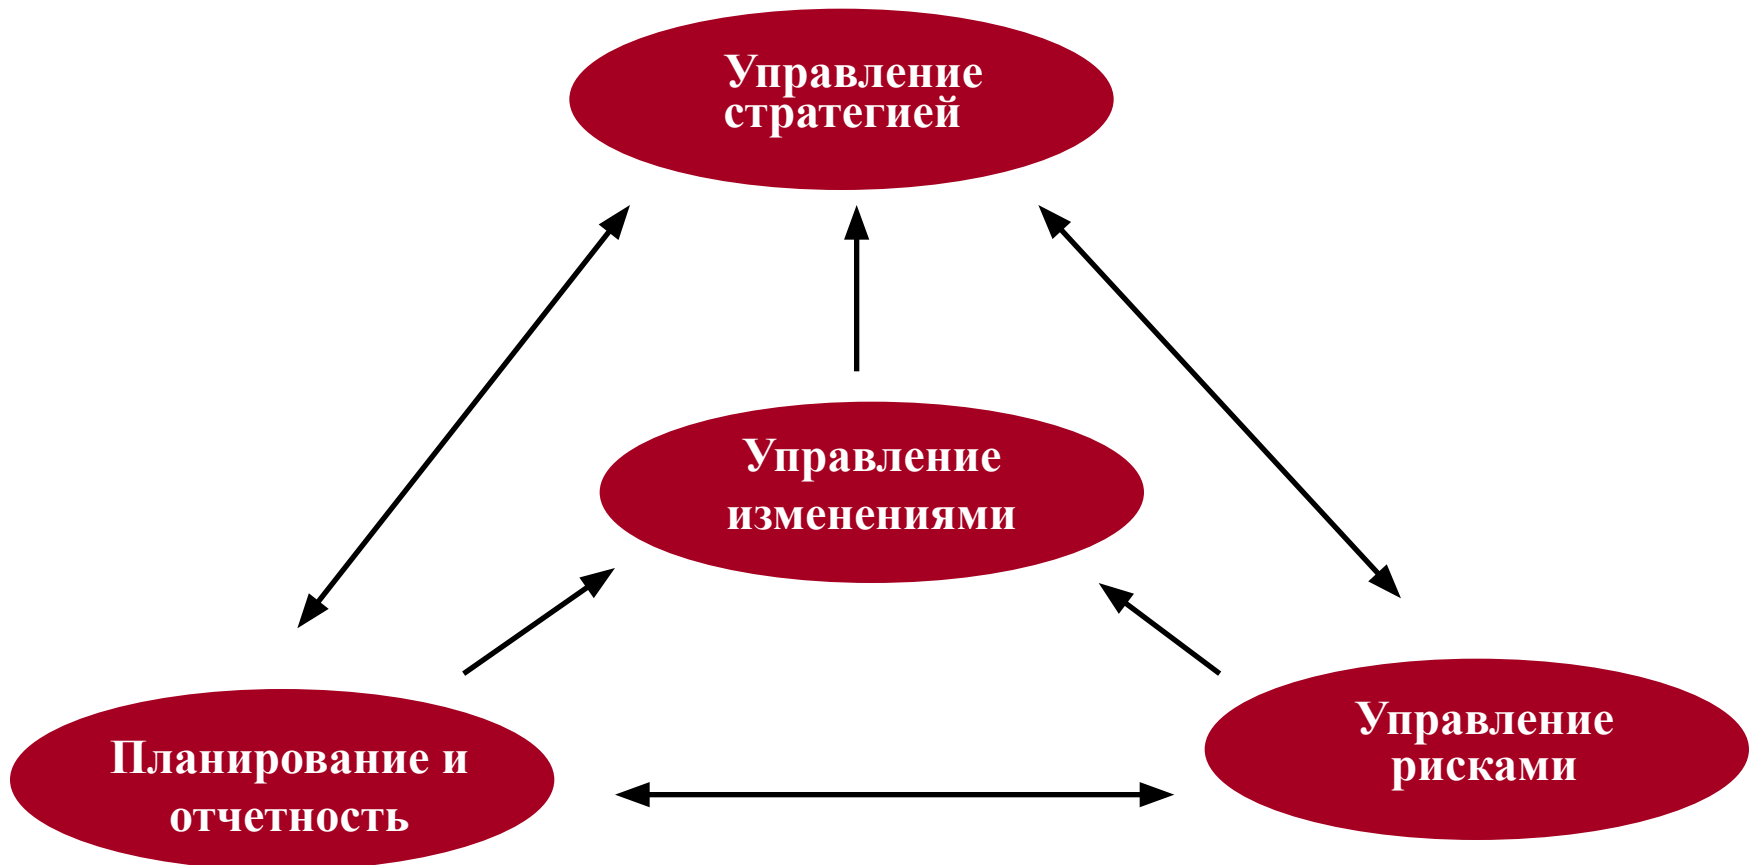 Управление
стратегией
Управление
изменениями
Планирование и
отчетность
Управление
рисками